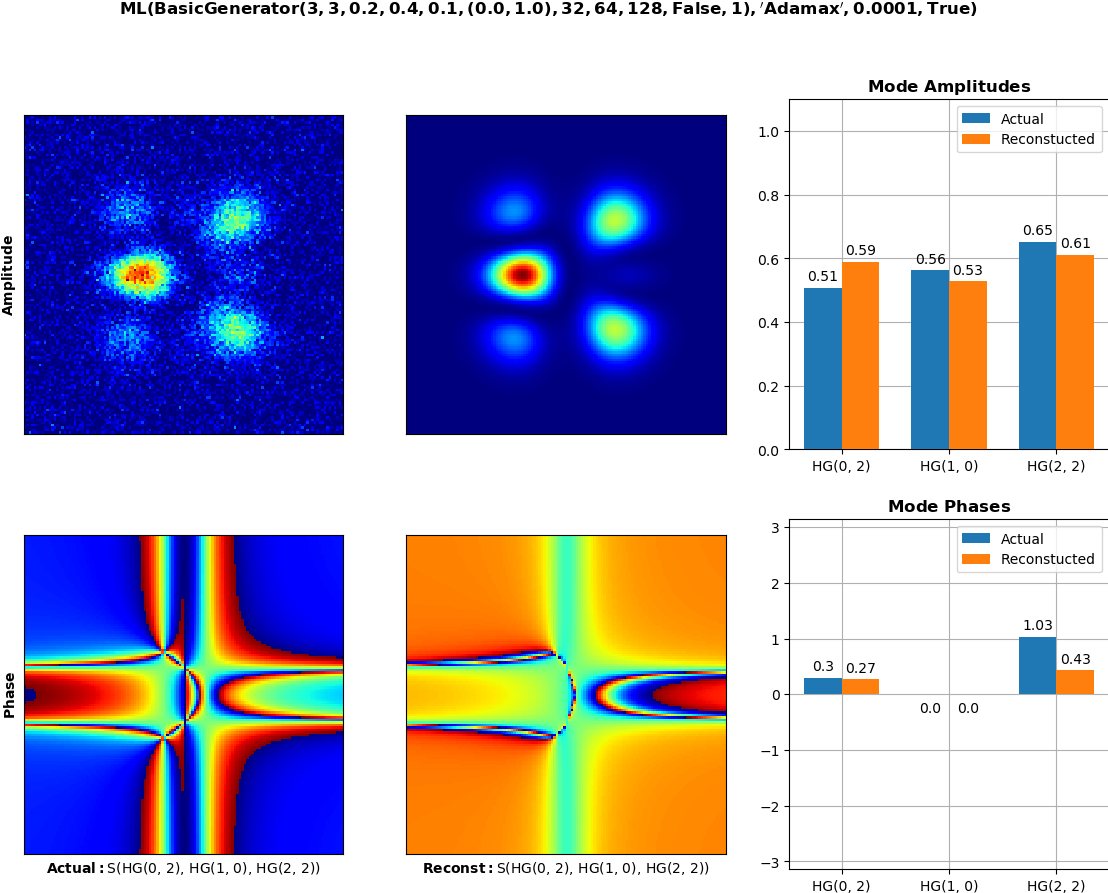 ML(BasicGenerator(3, 3, 0.2, 0.4, 0.1, (0.0, 1.0), 32, 64, 128, False, 1), ′Adamax′, 0.0001, True)
Amplitude
Mode Amplitudes
Actual
Reconstucted
1.0
0.8
0.6
0.4
0.2
0.0
0.51
0.59
0.56
0.53
0.65
0.61
HG(0, 2)
HG(1, 0)
HG(2, 2)
Phase
Actual: S(HG(0, 2), HG(1, 0), HG(2, 2))
Reconst: S(HG(0, 2), HG(1, 0), HG(2, 2))
Mode Phases
Actual
Reconstucted
3
2
1
0
−1
−2
−3
0.3
0.27
0.0
0.0
1.03
0.43
HG(0, 2)
HG(1, 0)
HG(2, 2)